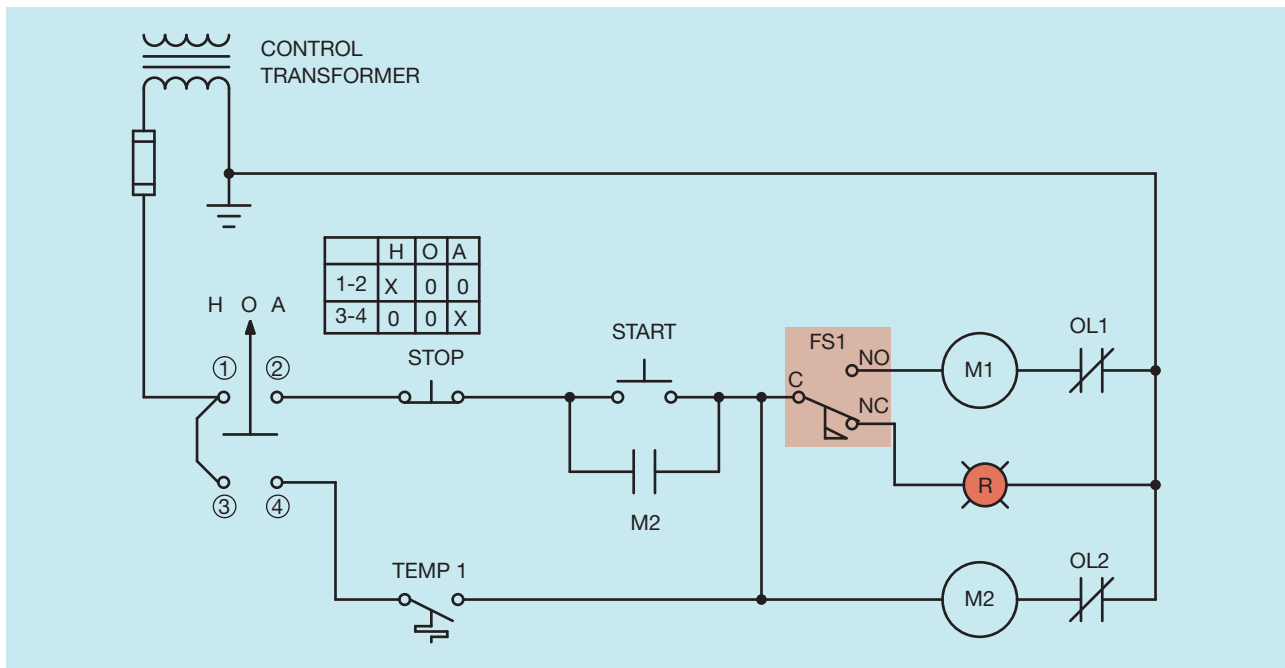 CONTROL
TRANSFORMER
H O A
1-2 X 0 0
3-4 0 0 X
H O A
START
OL1
FS1
STOP
NO
M1
① ②
C
NC
R
③ ④
M2
OL2
TEMP 1
M2